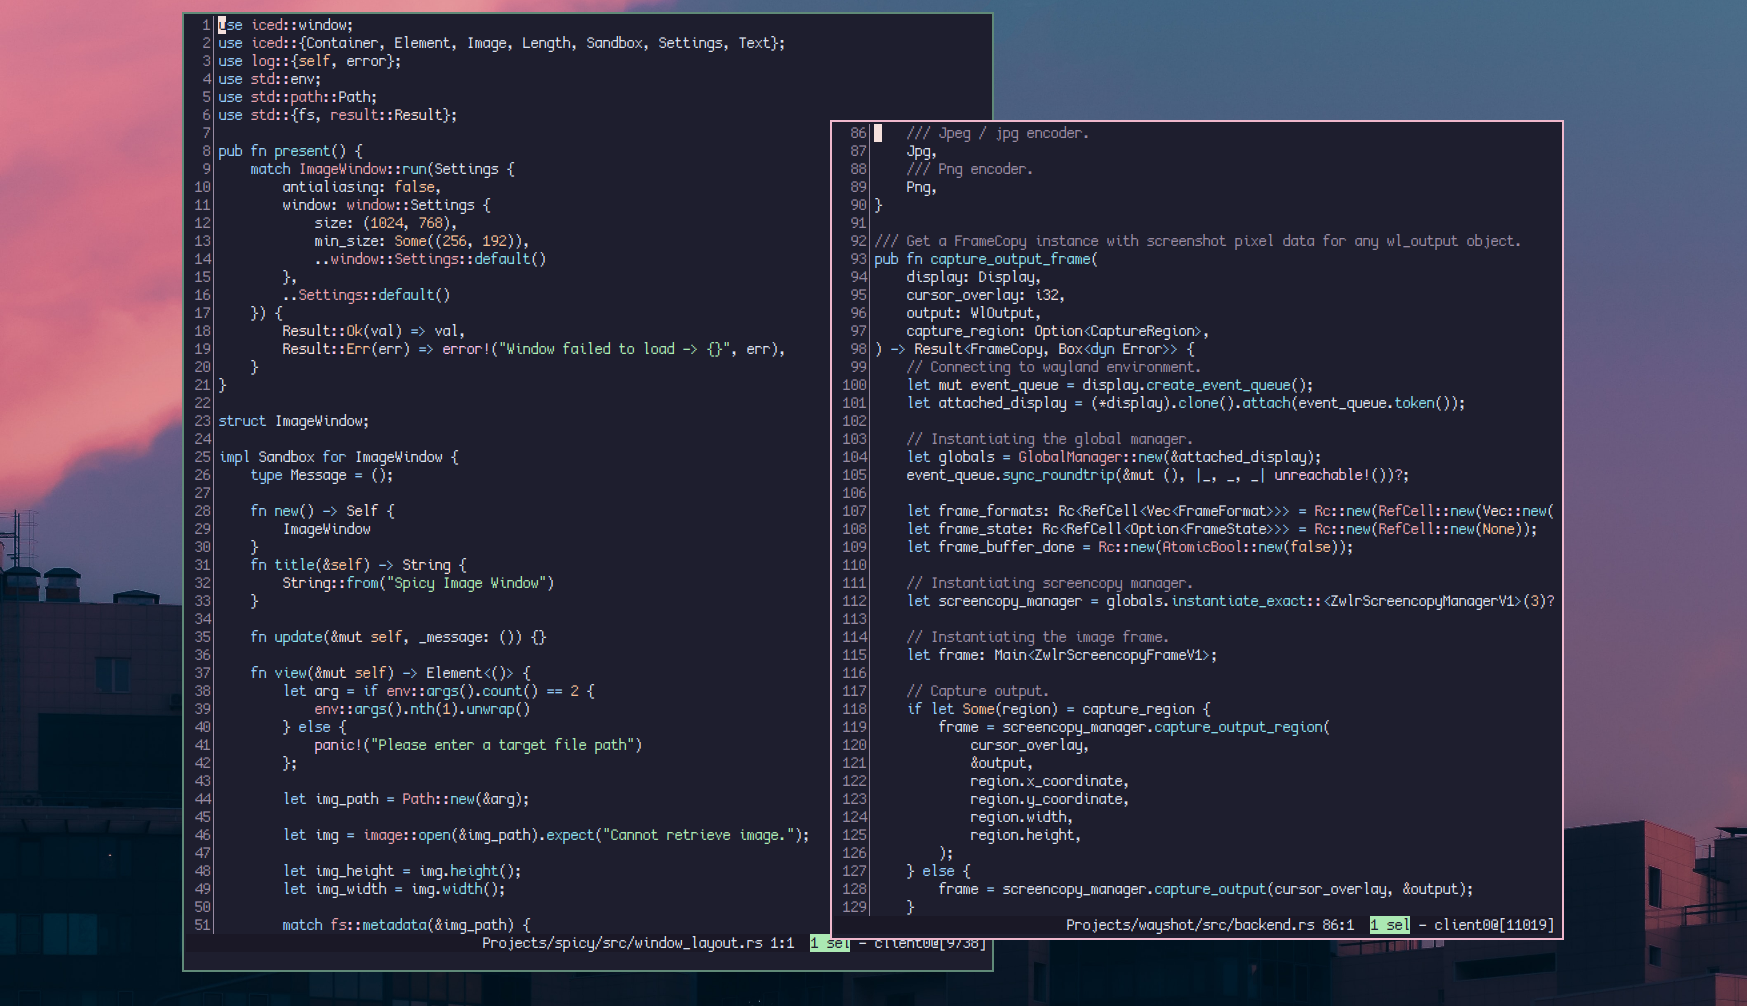 1 use iced::window;
2 use iced::{Container, Element, Image, Length, Sandbox, Settings, Text};
3 use log::{self, error};
4 use std::env;
5 use std::path::Path;
6 use std::{fs, result::Result};
7
8 pub fn present() {
9     match ImageWindow::run(Settings {
10         antialiasing: false,
11         window: window::Settings {
12             size: (1024, 768),
13             min_size: Some((256, 192)),
14             ..window::Settings::default()
15         },
16         ..Settings::default()
17     }) {
18         Result::Ok(val) => val,
19         Result::Err(err) => error!("Window failed to load -> {}", err),
20     }
21 }
22
23 struct ImageWindow;
24
25 impl Sandbox for ImageWindow {
26     type Message = ();
27
28     fn new() -> Self {
29         ImageWindow
30     }
31     fn title(&self) -> String {
32         String::from("Spicy Image Window")
33     }
34
35     fn update(&mut self, _message: ()) {}
36
37     fn view(&mut self) -> Element<()> {
38         let arg = if env::args().count() == 2 {
39             env::args().nth(1).unwrap()
40         } else {
41             panic!("Please enter a target file path")
42         };
43
44         let img_path = Path::new(&arg);
45
46         let img = image::open(&img_path).expect("Cannot retrieve image.");
47
48         let img_height = img.height();
49         let img_width = img.width();
50
51         match fs::metadata(&img_path) {
Projects/spicy/src/window_layout.rs 1:1  1 sel - client0@[9738]
86     /// Jpeg / jpg encoder.
87     Jpg,
88     /// Png encoder.
89     Png,
90 }
91
92 /// Get a FrameCopy instance with screenshot pixel data for any wl_output object.
93 pub fn capture_output_frame(
94     display: Display,
95     cursor_overlay: i32,
96     output: WlOutput,
97     capture_region: Option<CaptureRegion>,
98 ) -> Result<FrameCopy, Box<dyn Error>> {
99     // Connecting to wayland environment.
100     let mut event_queue = display.create_event_queue();
101     let attached_display = (*display).clone().attach(event_queue.token());
102
103     // Instantiating the global manager.
104     let globals = GlobalManager::new(&attached_display);
105     event_queue.sync_roundtrip(&mut (), |_, _, _| unreachable!())?;
106
107     let frame_formats: Rc<RefCell<Vec<FrameFormat>>> = Rc::new(RefCell::new(Vec::new(
108     let frame_state: Rc<RefCell<Option<FrameState>>> = Rc::new(RefCell::new(None));
109     let frame_buffer_done = Rc::new(AtomicBool::new(false));
110
111     // Instantiating screencopy manager.
112     let screencopy_manager = globals.instantiate_exact::<ZwlrScreencopyManagerV1>(3)?
113
114     // Instantiating the image frame.
115     let frame: Main<ZwlrScreencopyFrameV1>;
116
117     // Capture output.
118     if let Some(region) = capture_region {
119         frame = screencopy_manager.capture_output_region(
120             cursor_overlay,
121             &output,
122             region.x_coordinate,
123             region.y_coordinate,
124             region.width,
125             region.height,
126         );
127     } else {
128         frame = screencopy_manager.capture_output(cursor_overlay, &output);
129     }
Projects/wayshot/src/backend.rs 86:1  1 sel - client0@[11019]